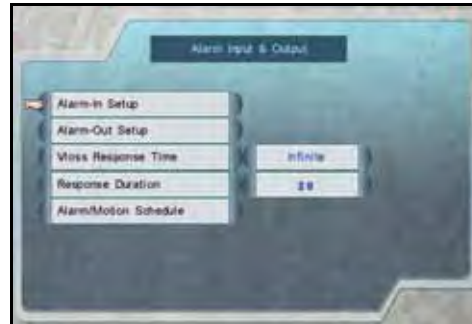 Alarm Input & Output
Alarm-In Setup
Alarm-Out Setup
Vloss Response Time
Infinite
Response Duration
Alarm/Motion Schedule